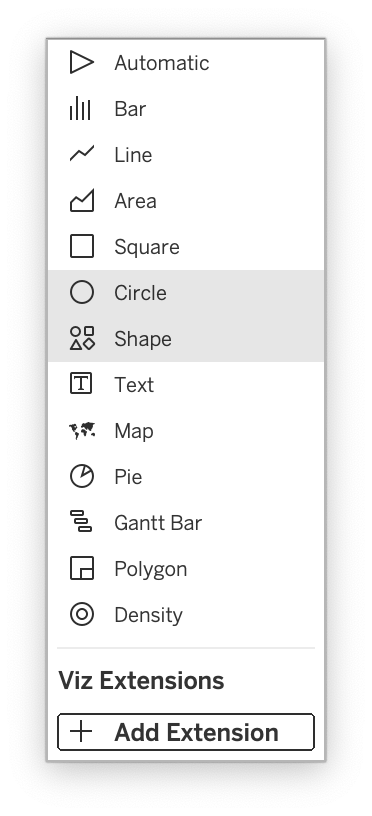 Automatic
Bar
Line
Area
Square
Circle
Shape
Text
Map
Pie
Gantt Bar
Polygon
Density
Viz Extensions
Add Extension